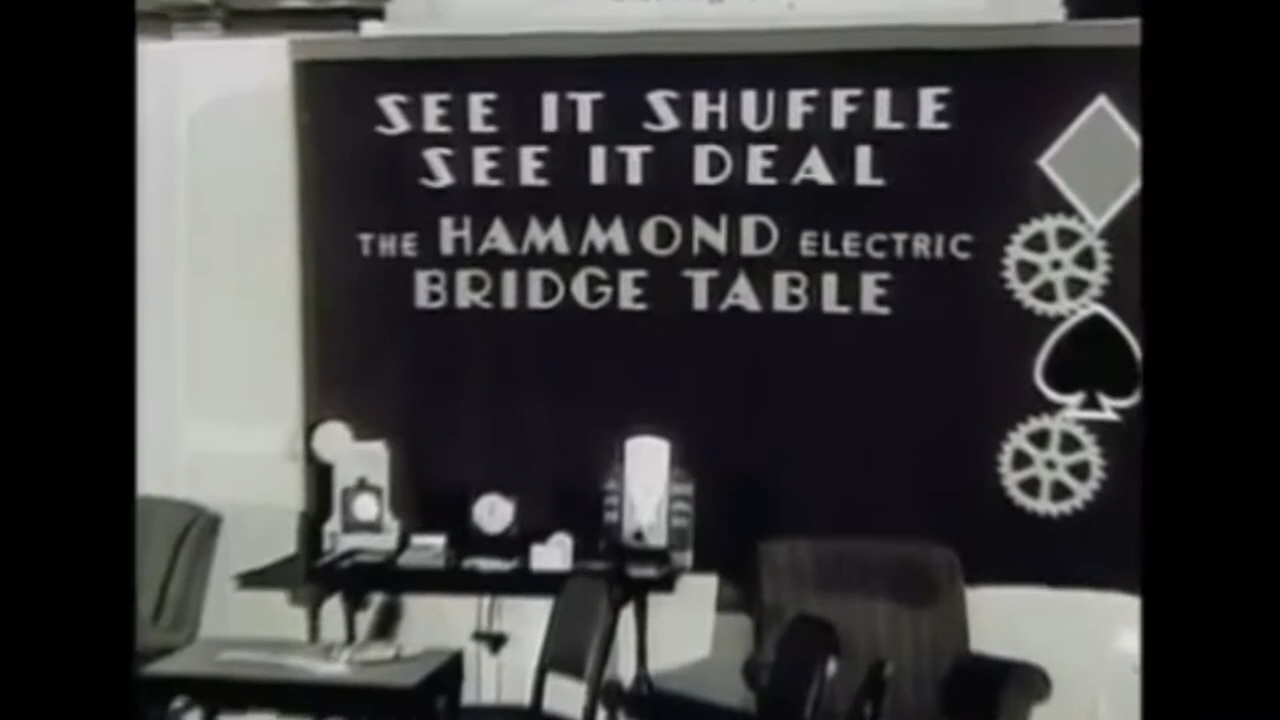 SEE IT SHUFFLE
SEE IT DEAL
THE HAMMOND ELECTRIC
BRIDGE TABLE